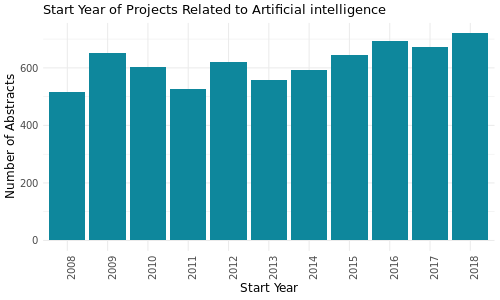 Start Year of Projects Related to Artificial intelligence
Number of Abstracts
600
400
200
0
2008 2009 2010 2011 2012 2013 2014 2015 2016 2017 2018
Start Year